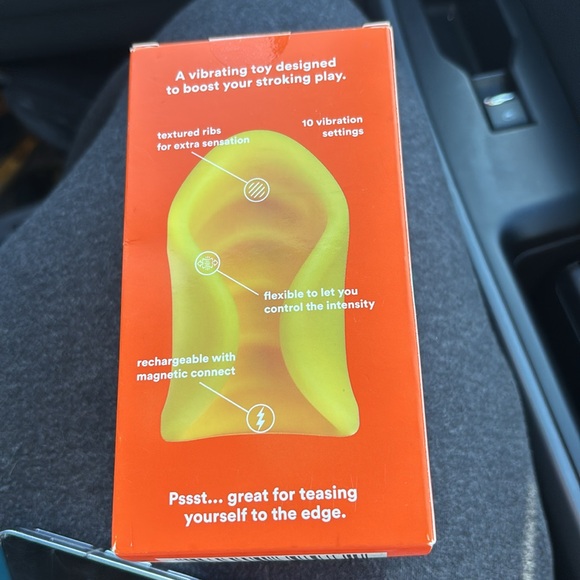 A vibrating toy designed
to boost your stroking play.
textured ribs
for extra sensation
10 vibration
settings
flexible to let you
control the intensity
rechargeable with
magnetic connect
Pssst... great for teasing
yourself to the edge.